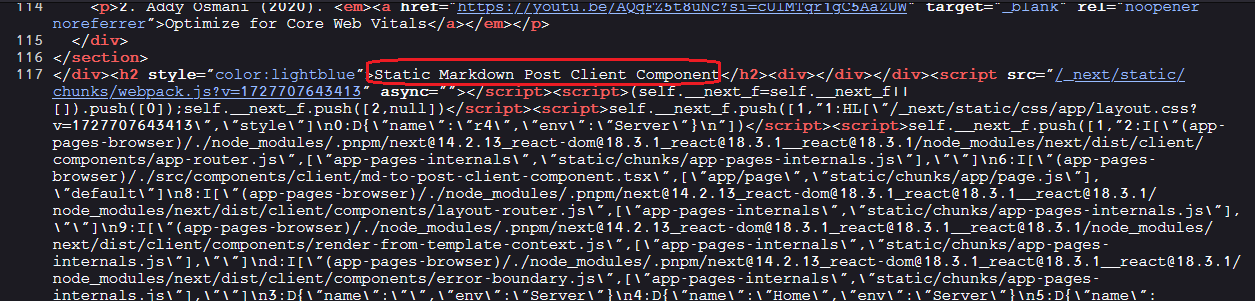 114 <p>2. Addy Osmani (2020). <em><a href="https://youtu.be/AQqFZ5t8uNc?si=cUIMTqr1gC5AaZUW" target="_blank" rel="noopener
noreferrer">Optimize for Core Web Vitals</a></em></p>
115 </div>
116 </section>
117 </div><h2 style="color:lightblue">Static Markdown Post Client Component</h2><div></div></div><script src="/_next/static/
chunks/webpack.js?v=1727707643413" async=""></script><script>(self.__next_f=self.__next_f||
[]).push([0]);self.__next_f.push([2,null])</script><script>self.__next_f.push([1,"1:HL[\"/_next/static/css/app/layout.css?
v=1727707643413\",\"style\"]\n0:D{\"name\":\"r4\",\"env\":\"Server\"}\n"])</script><script>self.__next_f.push([1,"2:I[\"(app-
pages-browser)/./node_modules/.pnpm/next@14.2.13_react-dom@18.3.1_react@18.3.1__react@18.3.1/node_modules/next/dist/client/
components/app-router.js\",[\"app-pages-internals\",\"static/chunks/app-pages-internals.js\"],\"\"]\n6:I[\"(app-pages-
browser)/./src/components/client/md-to-post-client-component.tsx\",[\"app/page\",\"static/chunks/app/page.js\"],
\"default\"]\n8:I[\"(app-pages-browser)/./node_modules/.pnpm/next@14.2.13_react-dom@18.3.1_react@18.3.1__react@18.3.1/
node_modules/next/dist/client/components/layout-router.js\",[\"app-pages-internals\",\"static/chunks/app-pages-internals.js\"],
\"\"]\n9:I[\"(app-pages-browser)/./node_modules/.pnpm/next@14.2.13_react-dom@18.3.1_react@18.3.1__react@18.3.1/node_modules/
next/dist/client/components/render-from-template-context.js\",[\"app-pages-internals\",\"static/chunks/app-pages-
internals.js\"],\"\"]\nd:I[\"(app-pages-browser)/./node_modules/.pnpm/next@14.2.13_react-dom@18.3.1_react@18.3.1__react@18.3.1/
node_modules/next/dist/client/components/error-boundary.js\",[\"app-pages-internals\",\"static/chunks/app-pages-
internals.js\"],\"\"]\n3:D{\"name\":\"\",\"env\":\"Server\"}\n4:D{\"name\":\"Home\",\"env\":\"Server\"}\n5:D{\"name\":